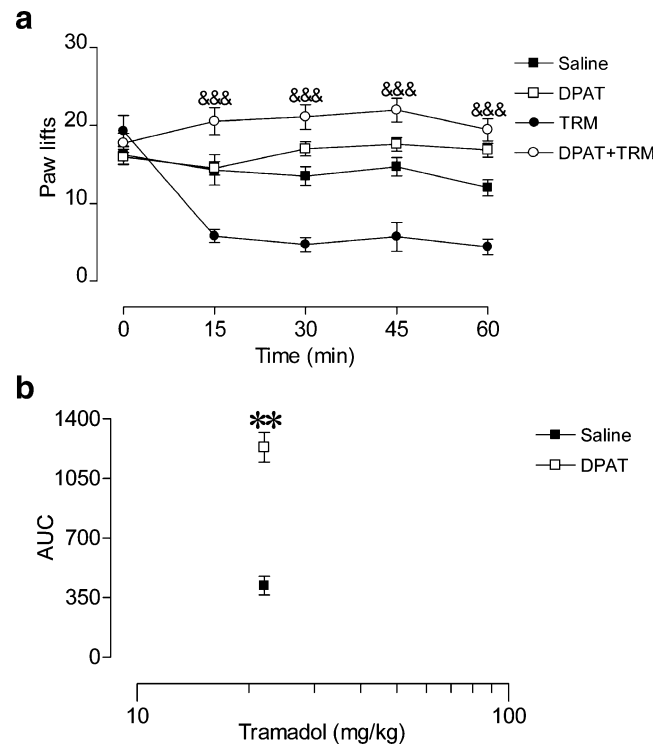 a
30
20
10
0
Paw lifts
&&& &&& &&& &&&
Saline
DPAT
TRM
DPAT+TRM
0 15 30 45 60
Time (min)
b
1400
1050
700
350
0
AUC
**
Saline
DPAT
10 100
Tramadol (mg/kg)